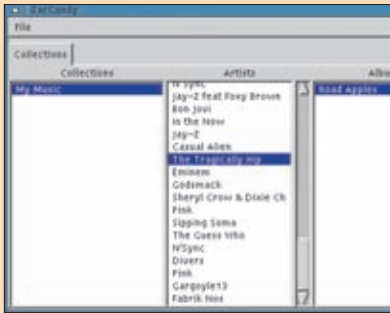 EarCandy
File
Collections
Collections
Artists
Albu
My Music
N'Sync
Jay-Z feat Foxy Brown
Bon Jovi
In the Now
Jay-Z
Casual Alien
The Tragically Hip
Eminem
Godsmack
Sheryl Crow & Dixie Ch
Pink
Sipping Soma
The Guess Who
N'Sync
Divers
Pink
Gargoyle13
Fabrik Nos
Road Apples